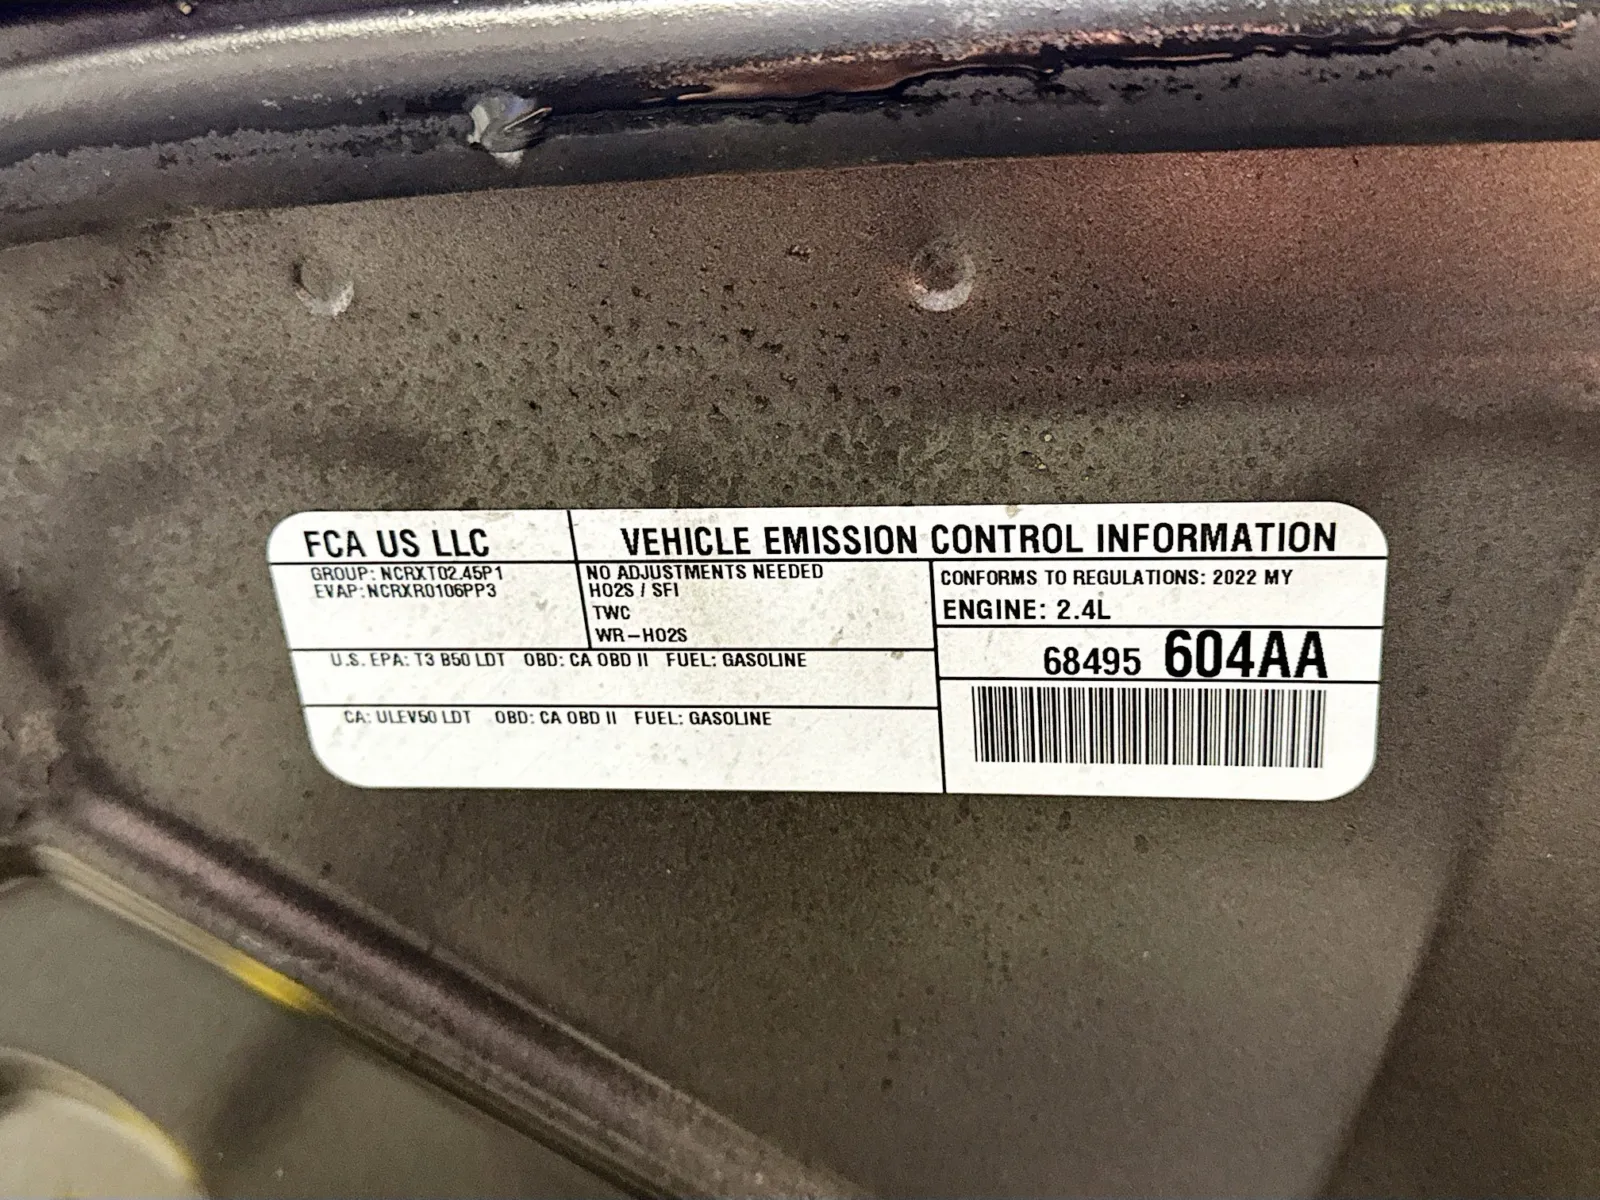 FCA US LLC
VEHICLE EMISSION CONTROL INFORMATION
GROUP: NCRXT02.45P1
EVAP: NCRXR0106PP3
NO ADJUSTMENTS NEEDED
HO2S / SFI
TWC
WR-HO2S
CONFORMS TO REGULATIONS: 2022 MY
ENGINE: 2.4L
68495 604AA
U.S. EPA: T3 B50 LDT OBD: CA OBD II FUEL: GASOLINE
CA: ULEV50 LDT OBD: CA OBD II FUEL: GASOLINE